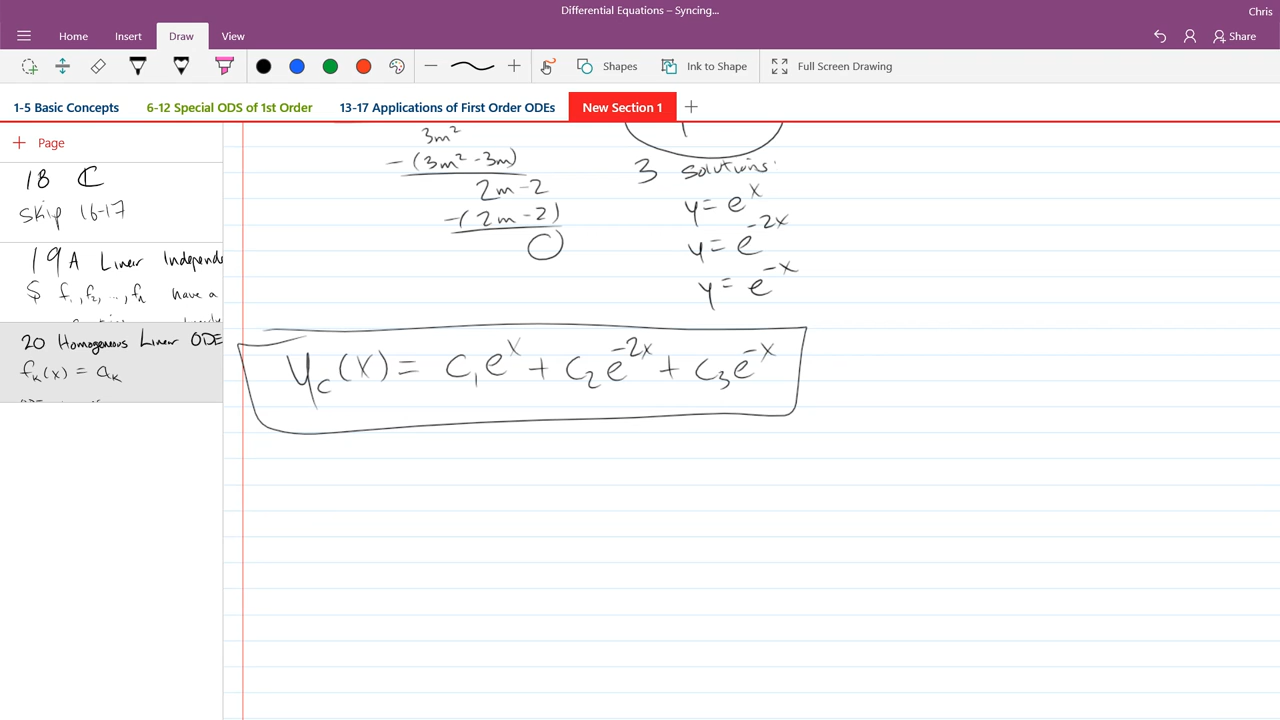 Differential Equations – Syncing...
Chris
Home Insert Draw View
Share
Shapes Ink to Shape Full Screen Drawing
1-5 Basic Concepts 6-12 Special ODS of 1st Order 13-17 Applications of First Order ODEs New Section 1
Page
18 C
Skip 16-17
19A Linear Independe
f₁, f₂, ..., fₙ have a
20 Homogeneous Linear ODE
fₖ(x) = aₖ
3m²
-(3m² -3m)
2m -2
-(2m -2)
0
3 solutions:
y = e^x
y = e^-2x
y = e^-x
y_c(x) = c₁e^x + c₂e^-2x + c₃e^-x